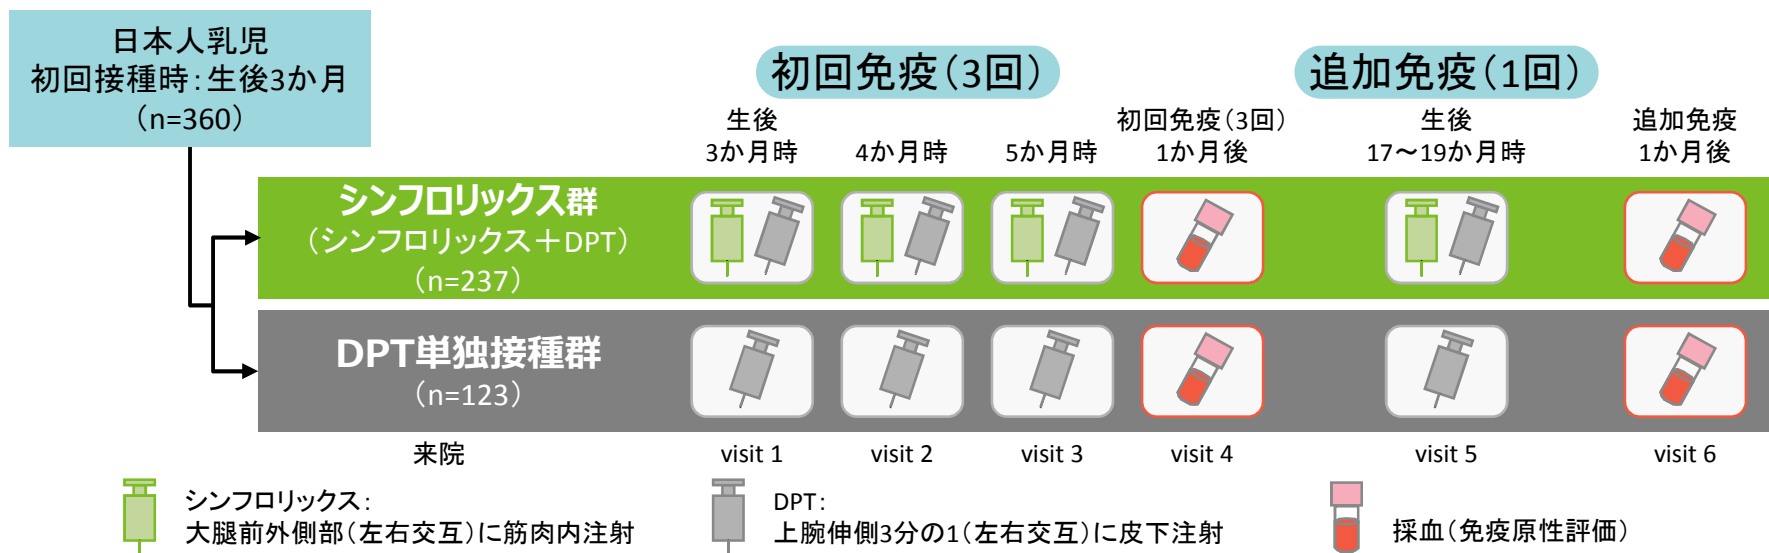 日本人乳児
初回接種時：生後3か月
（n=360）
初回免疫（3回）
追加免疫（1回）
生後
3か月時
4か月時
5か月時
初回免疫（3回）
1か月後
生後
17～19か月時
追加免疫
1か月後
シンフロリックス群
（シンフロリックス＋DPT）
（n=237）
DPT単独接種群
（n=123）
来院
visit 1
visit 2
visit 3
visit 4
visit 5
visit 6
シンフロリックス：
大腿前外側部（左右交互）に筋肉内注射
DPT：
上腕伸側3分の1（左右交互）に皮下注射
採血（免疫原性評価）